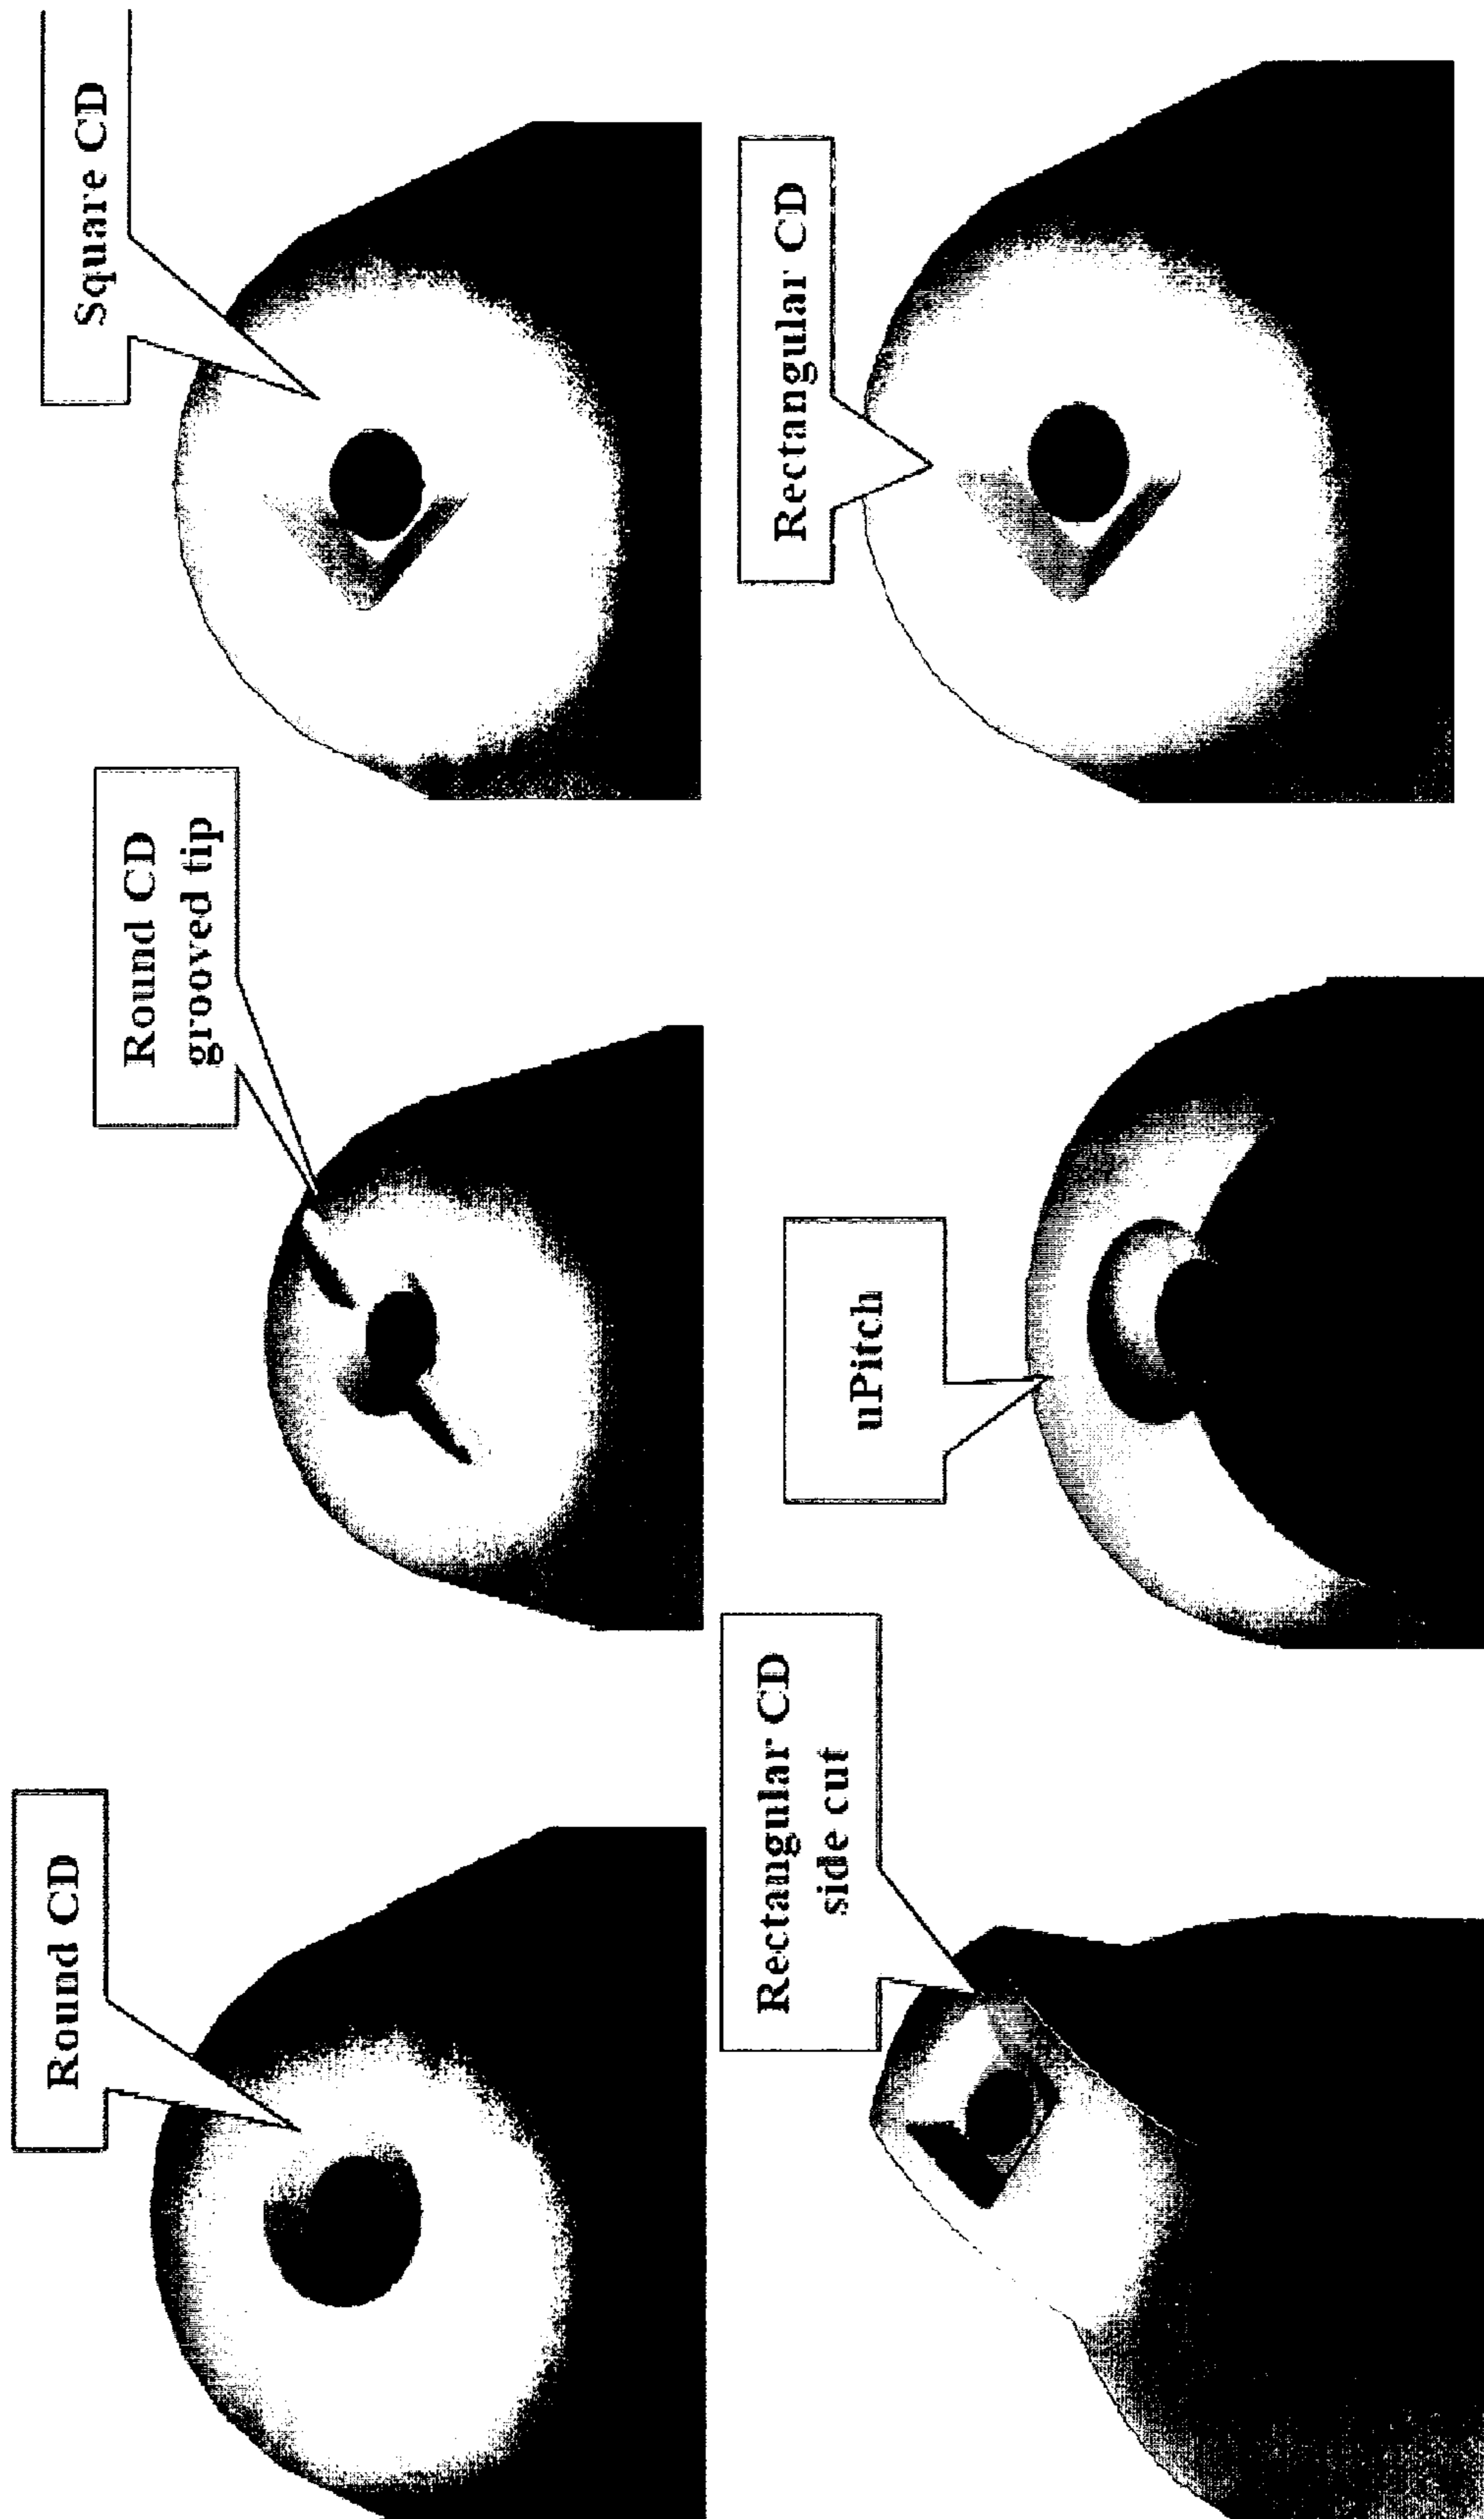 Round CD
Round CD
grooved tip
Square CD
Rectangular CD
side cut
uPitch
Rectangular CD